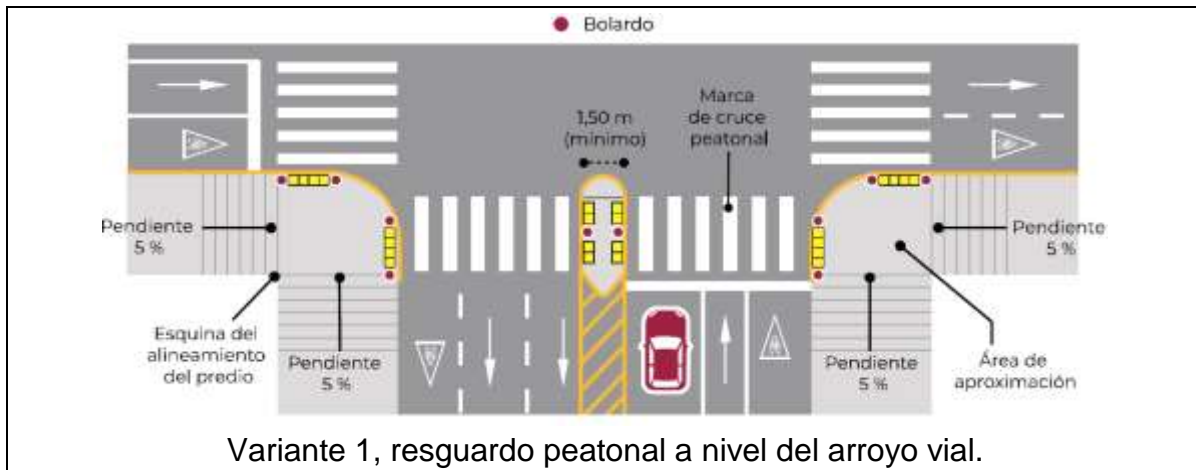 Bolardo
1,50 m
(mínimo)
Marca
de cruce
peatonal
Pendiente
5 %
Pendiente
5 %
Esquina del
alineamiento
del predio
Pendiente
5 %
Pendiente
5 %
Área de
aproximación
Variante 1, resguardo peatonal a nivel del arroyo vial.